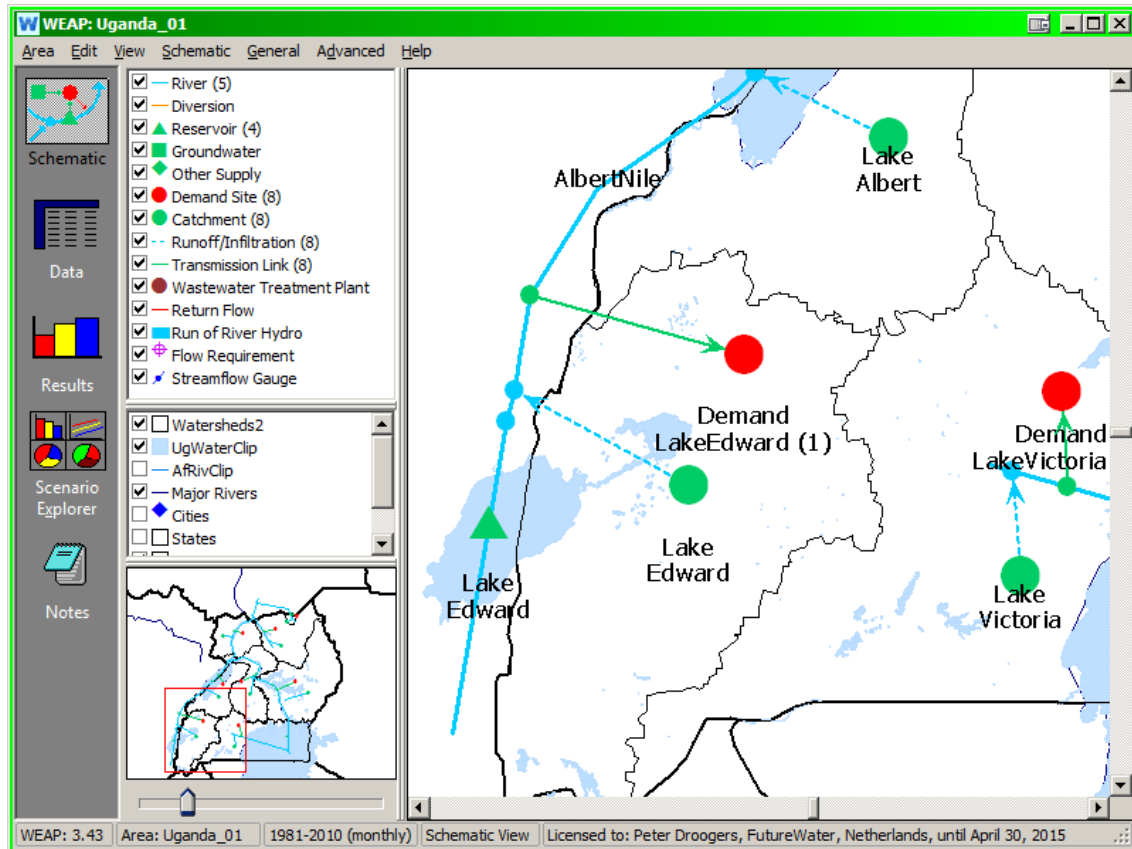 WEAP: Uganda_01
Area Edit View Schematic General Advanced Help
Schematic
Data
Results
Scenario
Explorer
Notes
River (5)
Diversion
Reservoir (4)
Groundwater
Other Supply
Demand Site (8)
Catchment (8)
Runoff/Infiltration (8)
Transmission Link (8)
Wastewater Treatment Plant
Return Flow
Run of River Hydro
Flow Requirement
Streamflow Gauge
Watersheds2
UgWaterClip
AfRivClip
Major Rivers
Cities
States
Lake
Albert
AlbertNile
Demand
LakeEdward (1)
Demand
LakeVictoria
Lake
Edward
Lake
Edward
Lake
Victoria
WEAP: 3.43 Area: Uganda_01 1981-2010 (monthly) Schematic View Licensed to: Peter Droogers, FutureWater, Netherlands, until April 30, 2015